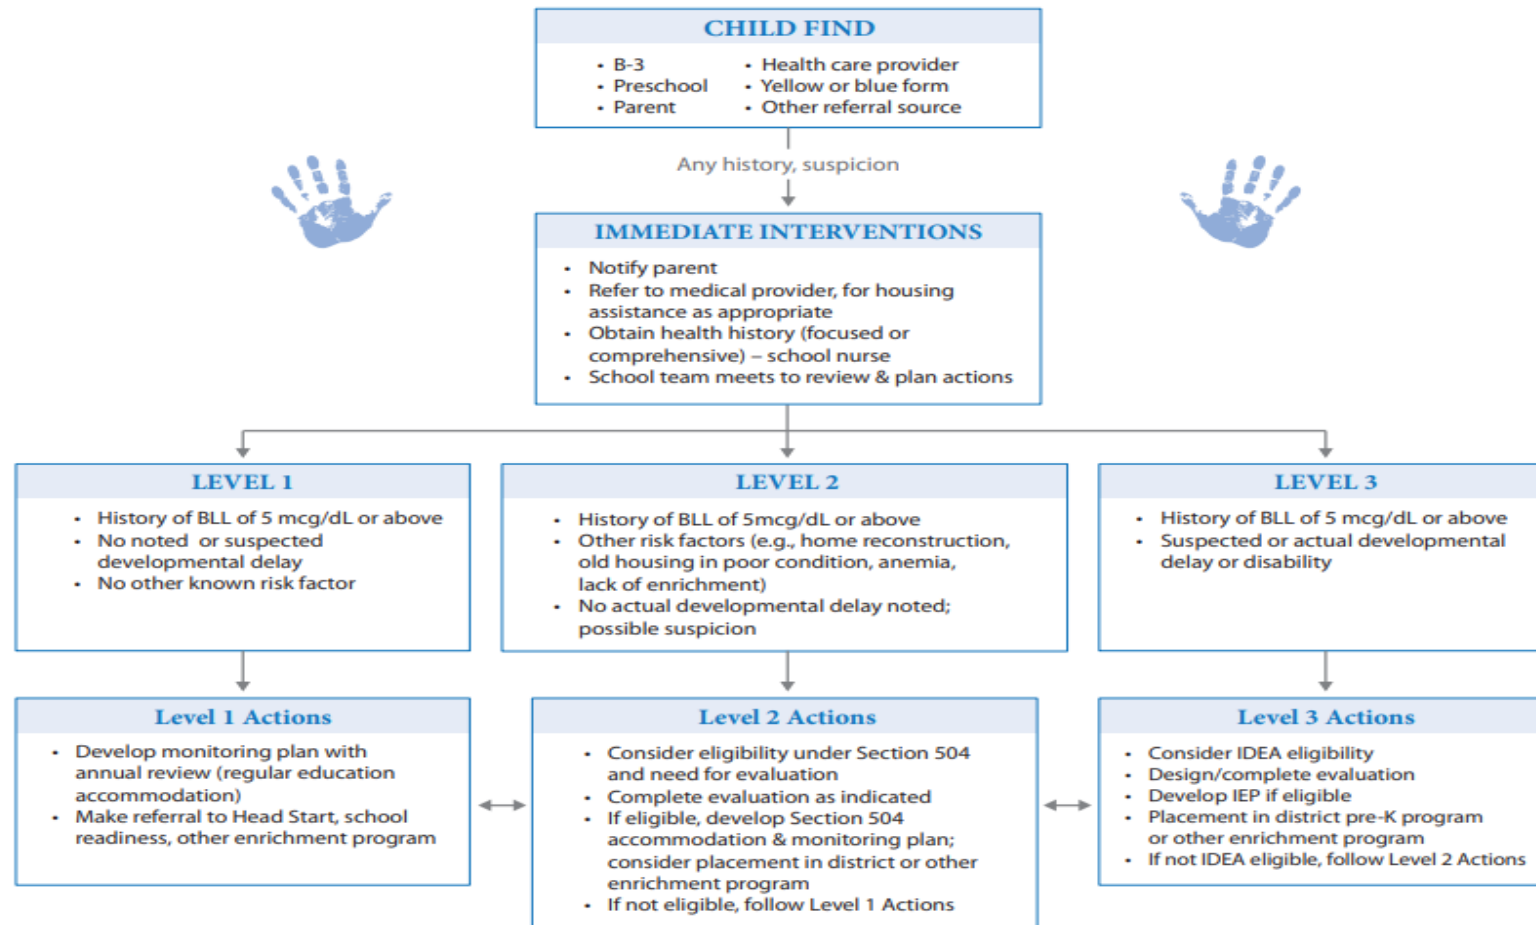 CHILD FIND
• B-3
• Preschool
• Parent
• Health care provider
• Yellow or blue form
• Other referral source
Any history, suspicion
IMMEDIATE INTERVENTIONS
• Notify parent
• Refer to medical provider, for housing
assistance as appropriate
• Obtain health history (focused or
comprehensive) – school nurse
• School team meets to review & plan actions
LEVEL 1
• History of BLL of 5 mcg/dL or above
• No noted or suspected
developmental delay
• No other known risk factor
LEVEL 2
• History of BLL of 5mcg/dL or above
• Other risk factors (e.g., home reconstruction,
old housing in poor condition, anemia,
lack of enrichment)
• No actual developmental delay noted;
possible suspicion
LEVEL 3
• History of BLL of 5 mcg/dL or above
• Suspected or actual developmental
delay or disability
Level 1 Actions
• Develop monitoring plan with
annual review (regular education
accommodation)
• Make referral to Head Start, school
readiness, other enrichment program
Level 2 Actions
• Consider eligibility under Section 504
and need for evaluation
• Complete evaluation as indicated
• If eligible, develop Section 504
accommodation & monitoring plan;
consider placement in district or other
enrichment program
• If not eligible, follow Level 1 Actions
Level 3 Actions
• Consider IDEA eligibility
• Design/complete evaluation
• Develop IEP if eligible
• Placement in district pre-K program
or other enrichment program
• If not IDEA eligible, follow Level 2 Actions